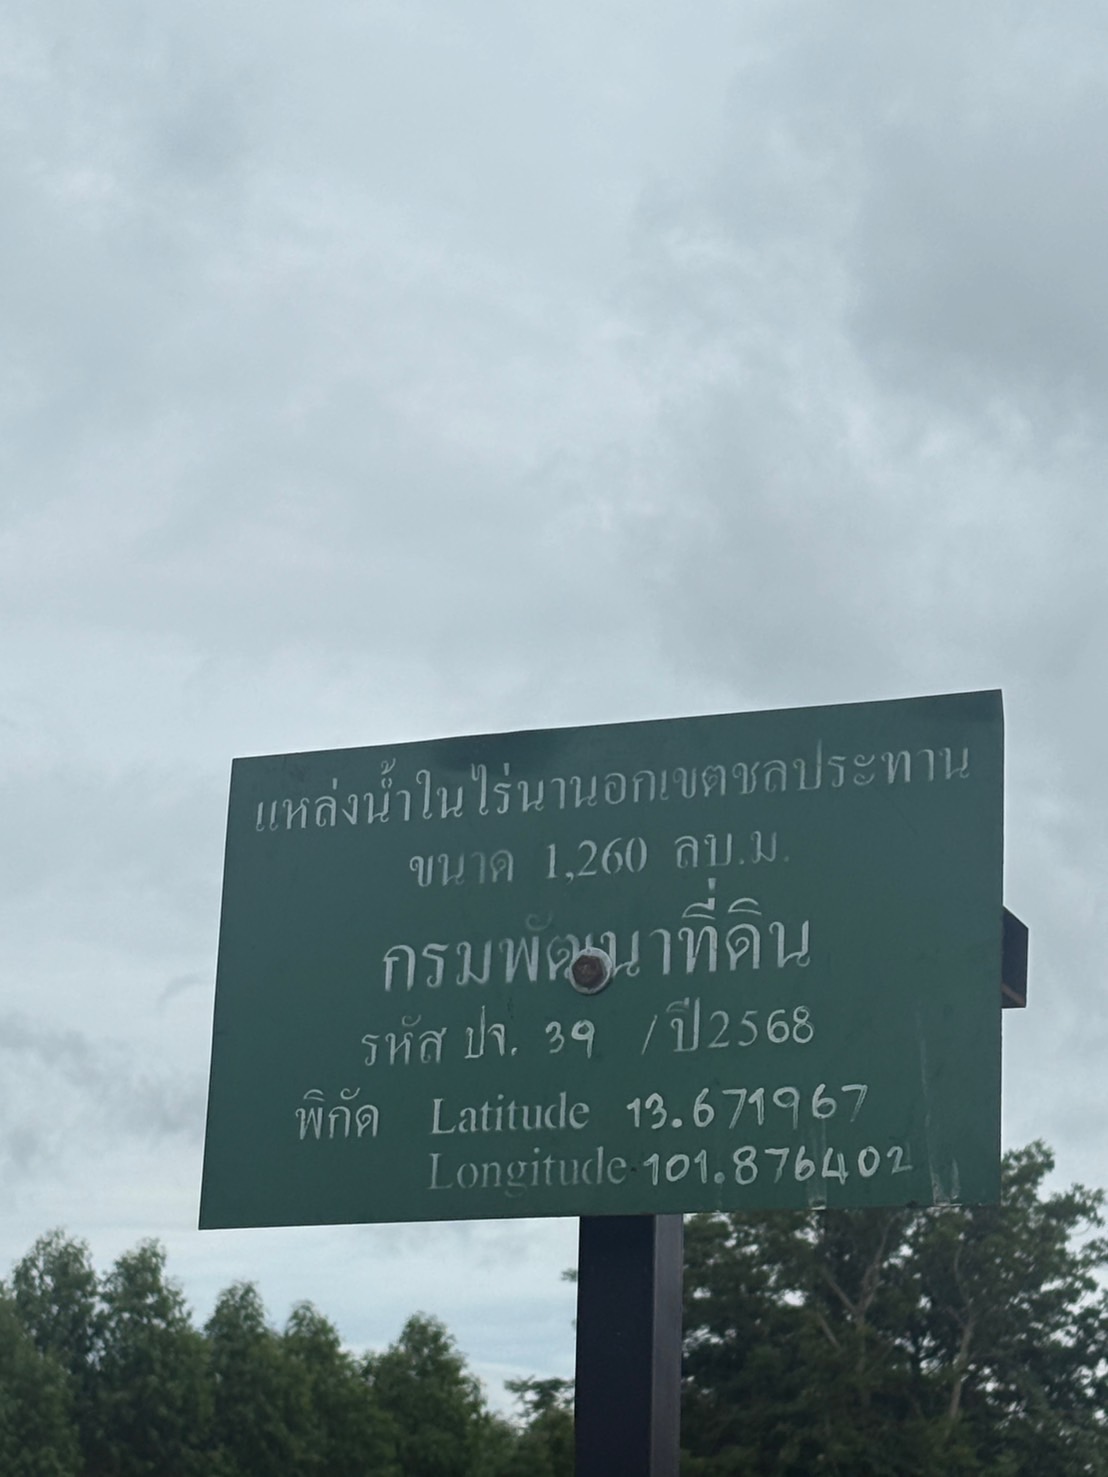 แหล่งน้ำในไร่นานอกเขตชลประทาน
ขนาด 1,260 ลบ.ม.
กรมพัฒนาที่ดิน
รหัส ปจ. 39 /ปี2568
พิกัด Latitude 13.671967
Longitude 101.876402